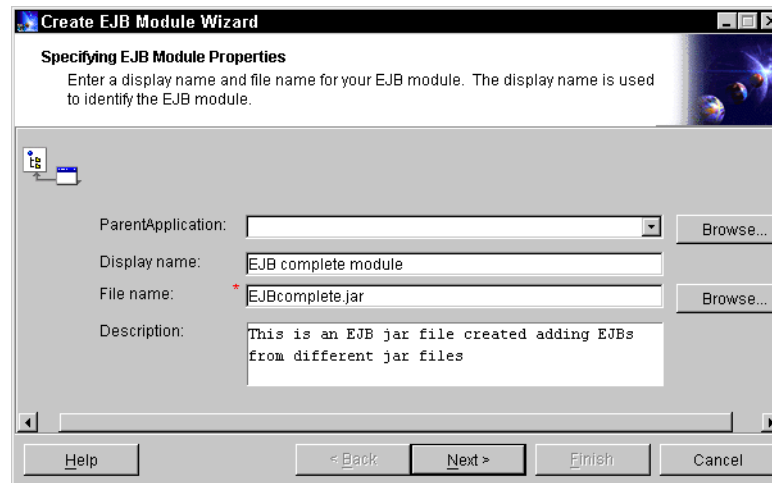 Create EJB Module Wizard
Specifying EJB Module Properties
Enter a display name and file name for your EJB module. The display name is used
to identify the EJB module.
ParentApplication:
Browse...
Display name:
EJB complete module
File name:
* EJBcomplete.jar
Browse...
Description:
This is an EJB jar file created adding EJBs
from different jar files
Help
< Back
Next >
Finish
Cancel